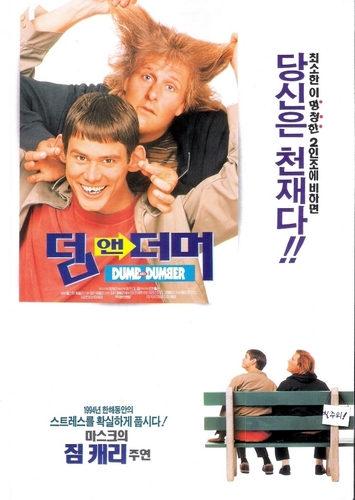 최소한 이 멍청한 2인조에 비하면
당신은 천재다!!
덤 앤 더머
DUMB AND DUMBER
1994년 한해동안의
스트레스를 확실하게 풉시다!
마스크의
짐 캐리 주연